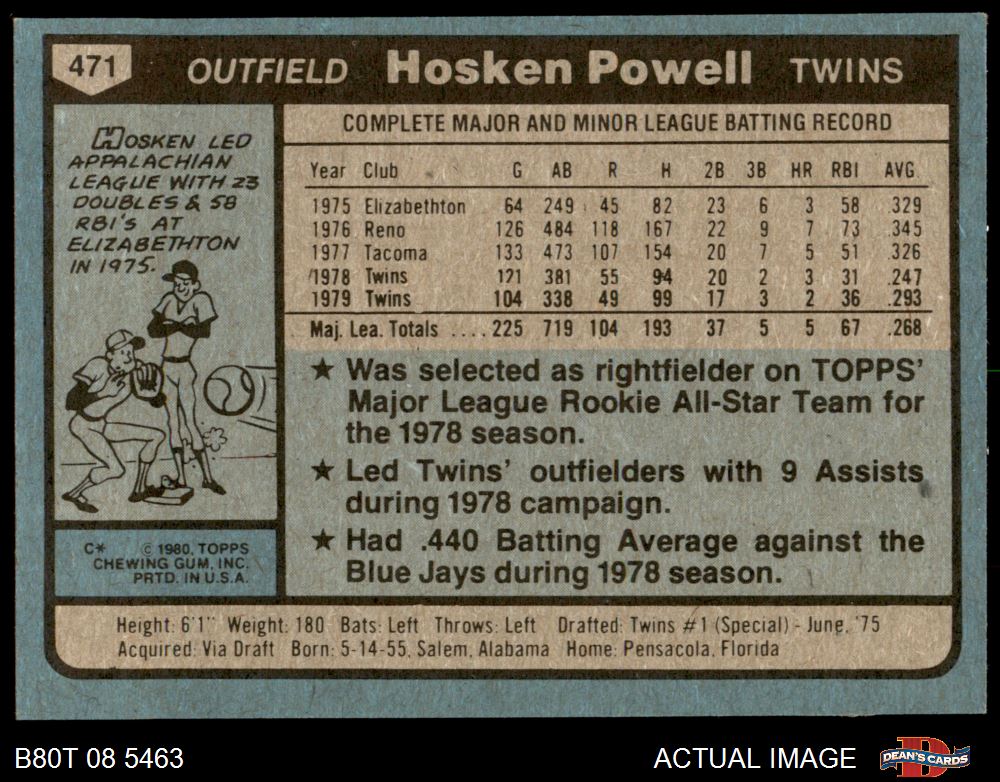 471 OUTFIELD Hosken Powell TWINS
HOSKEN LED
APPALACHIAN
LEAGUE WITH 23
DOUBLES & 58
RBI'S AT
ELIZABETHTON
IN 1975.
C* © 1980, TOPPS
CHEWING GUM, INC.
PRTD. IN U.S.A.
COMPLETE MAJOR AND MINOR LEAGUE BATTING RECORD
Year Club G AB R H 2B 3B HR RBI AVG
1975 Elizabethton 64 249 45 82 23 6 3 58 .329
1976 Reno 126 484 118 167 22 9 7 73 .345
1977 Tacoma 133 473 107 154 20 7 5 51 .326
1978 Twins 121 381 55 94 20 2 3 31 .247
1979 Twins 104 338 49 99 17 3 2 36 .293
Maj. Lea. Totals .... 225 719 104 193 37 5 5 67 .268
★ Was selected as rightfielder on TOPPS'
Major League Rookie All-Star Team for
the 1978 season.
★ Led Twins' outfielders with 9 Assists
during 1978 campaign.
★ Had .440 Batting Average against the
Blue Jays during 1978 season.
Height: 6'1" Weight: 180 Bats: Left Throws: Left Drafted: Twins #1 (Special) - June, '75
Acquired: Via Draft Born: 5-14-55, Salem, Alabama Home: Pensacola, Florida
B80T 08 5463 ACTUAL IMAGE DEAN'S CARDS